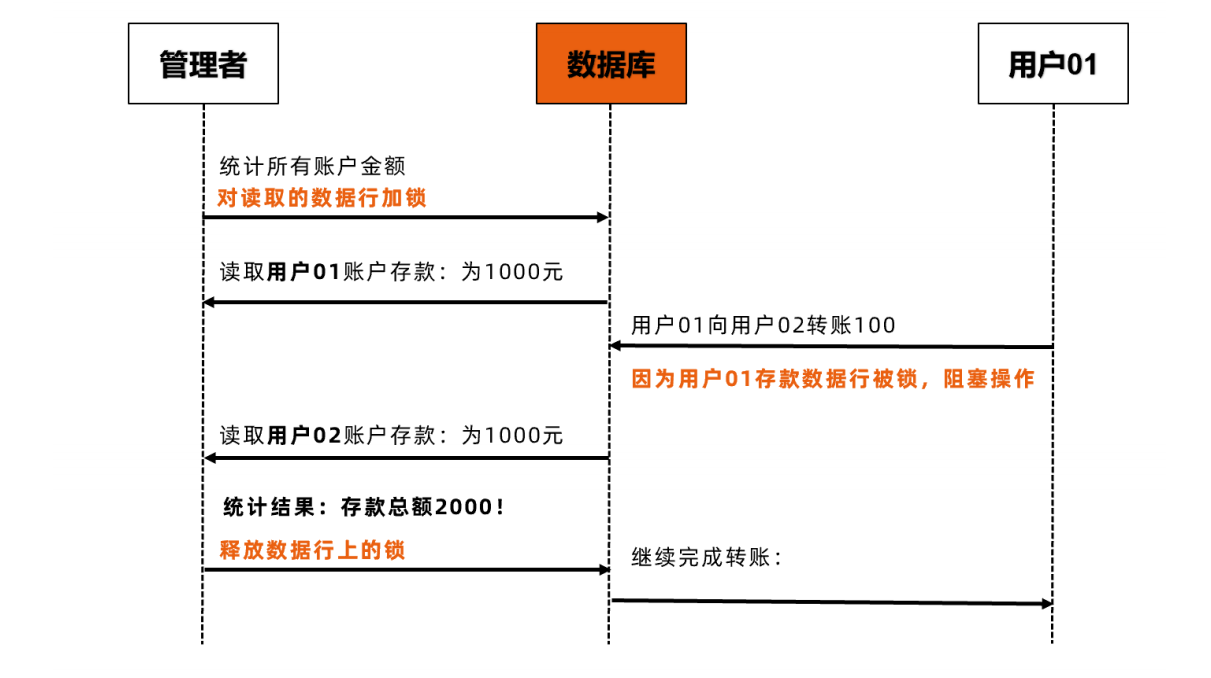 管理者
数据库
用户01
统计所有账户金额
对读取的数据行加锁
读取用户01账户存款：为1000元
用户01向用户02转账100
因为用户01存款数据行被锁，阻塞操作
读取用户02账户存款：为1000元
统计结果：存款总额2000！
释放数据行上的锁
继续完成转账：